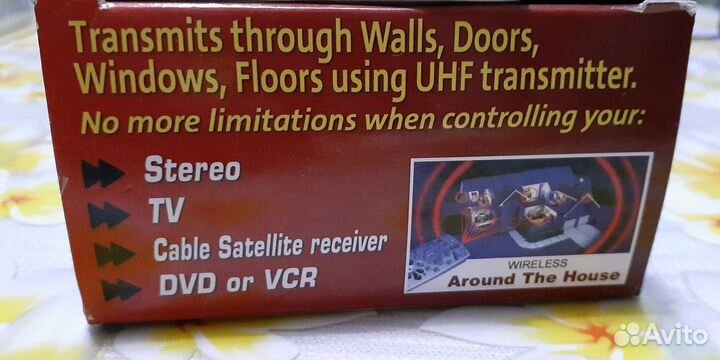 Transmits through Walls, Doors,
Windows, Floors using UHF transmitter.
No more limitations when controlling your:
Stereo
TV
Cable Satellite receiver
DVD or VCR
WIRELESS
Around The House
Avito